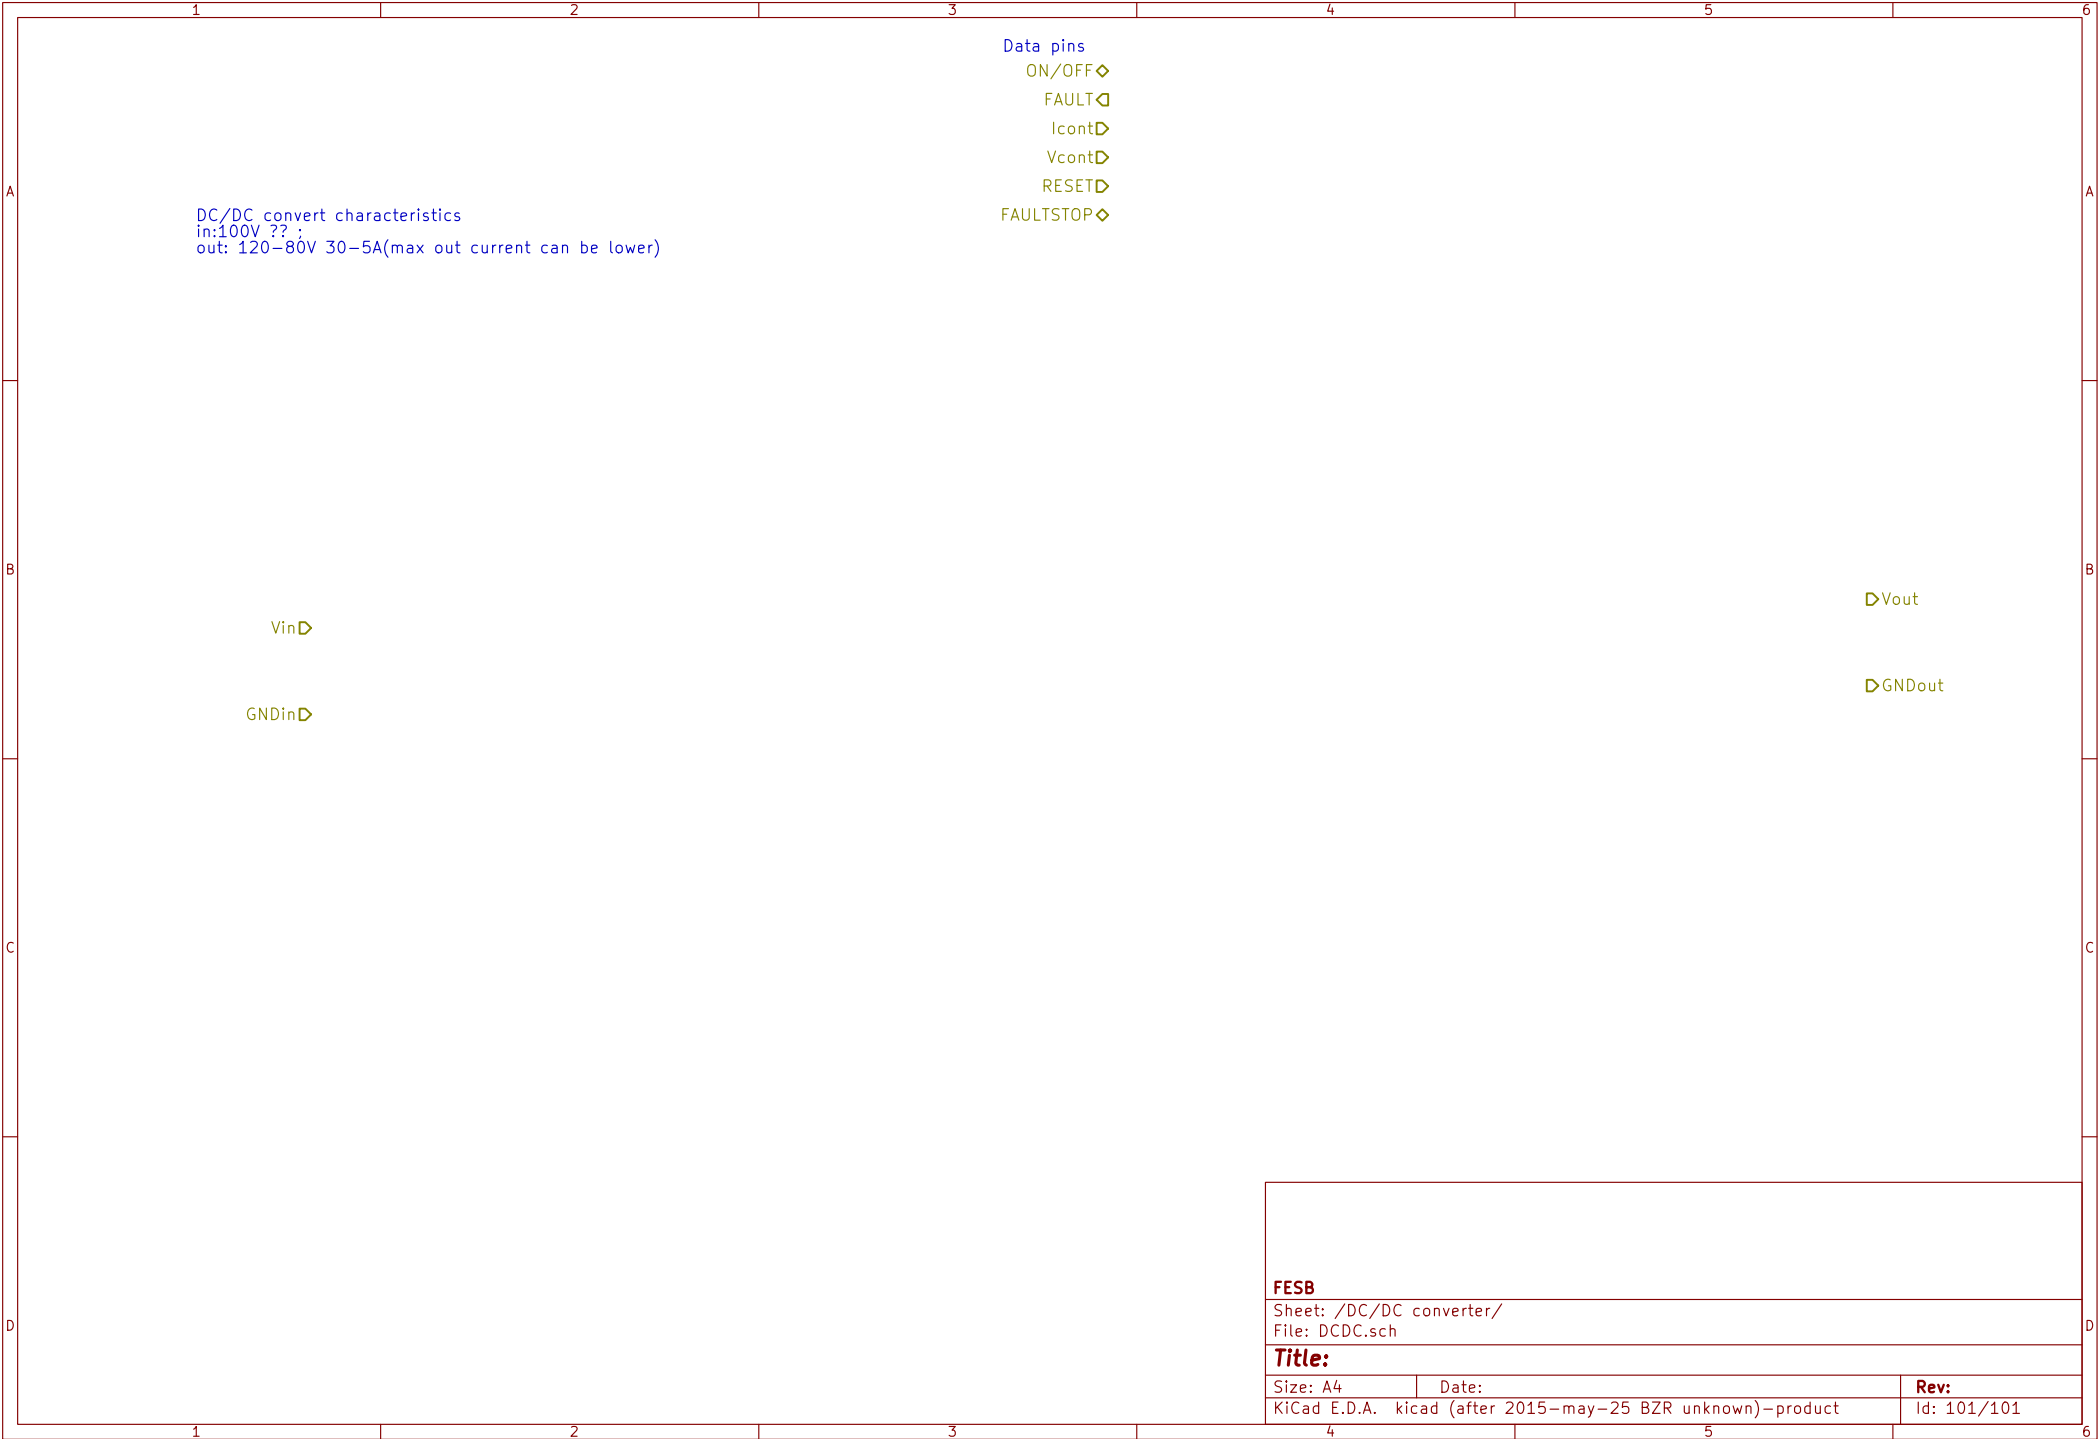 1 2 3 4 5 6
Data pins
ON/OFF
FAULT
Icont
Vcont
RESET
FAULTSTOP
A A
DC/DC convert characteristics
in:100V ?? ;
out: 120-80V 30-5A(max out current can be lower)
B B
Vout
Vin
GNDout
GNDin
C C
FESB
Sheet: /DC/DC converter/
File: DCDC.sch
D D
Title:
Size: A4 Date: Rev:
KiCad E.D.A. kicad (after 2015-may-25 BZR unknown)-product Id: 101/101
1 2 3 4 5 6